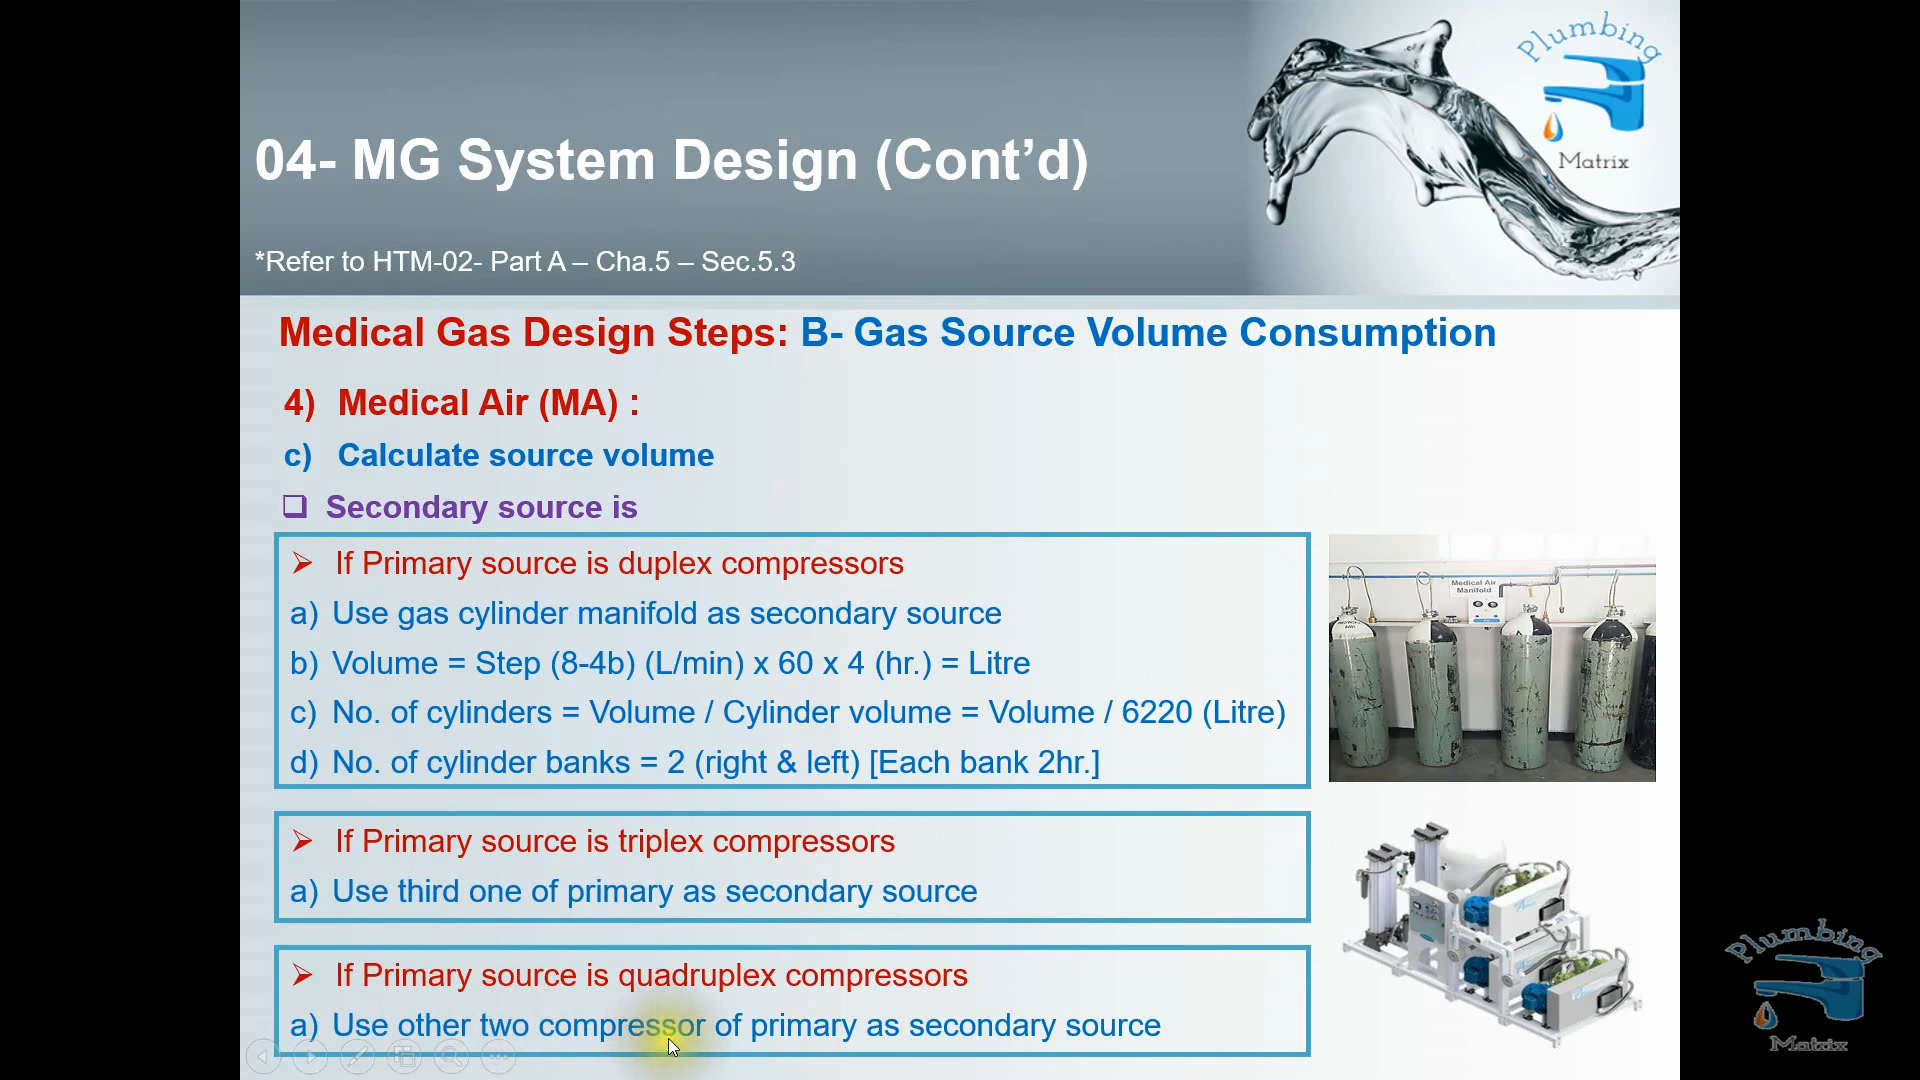 Plumbing
Matrix
04- MG System Design (Cont’d)
*Refer to HTM-02- Part A – Cha.5 – Sec.5.3
Medical Gas Design Steps: B- Gas Source Volume Consumption
4) Medical Air (MA) :
c) Calculate source volume
❑ Secondary source is
➢ If Primary source is duplex compressors
a) Use gas cylinder manifold as secondary source
b) Volume = Step (8-4b) (L/min) x 60 x 4 (hr.) = Litre
c) No. of cylinders = Volume / Cylinder volume = Volume / 6220 (Litre)
d) No. of cylinder banks = 2 (right & left) [Each bank 2hr.]
Medical Air
Manifold
➢ If Primary source is triplex compressors
a) Use third one of primary as secondary source
➢ If Primary source is quadruplex compressors
a) Use other two compressor of primary as secondary source
Plumbing
Matrix